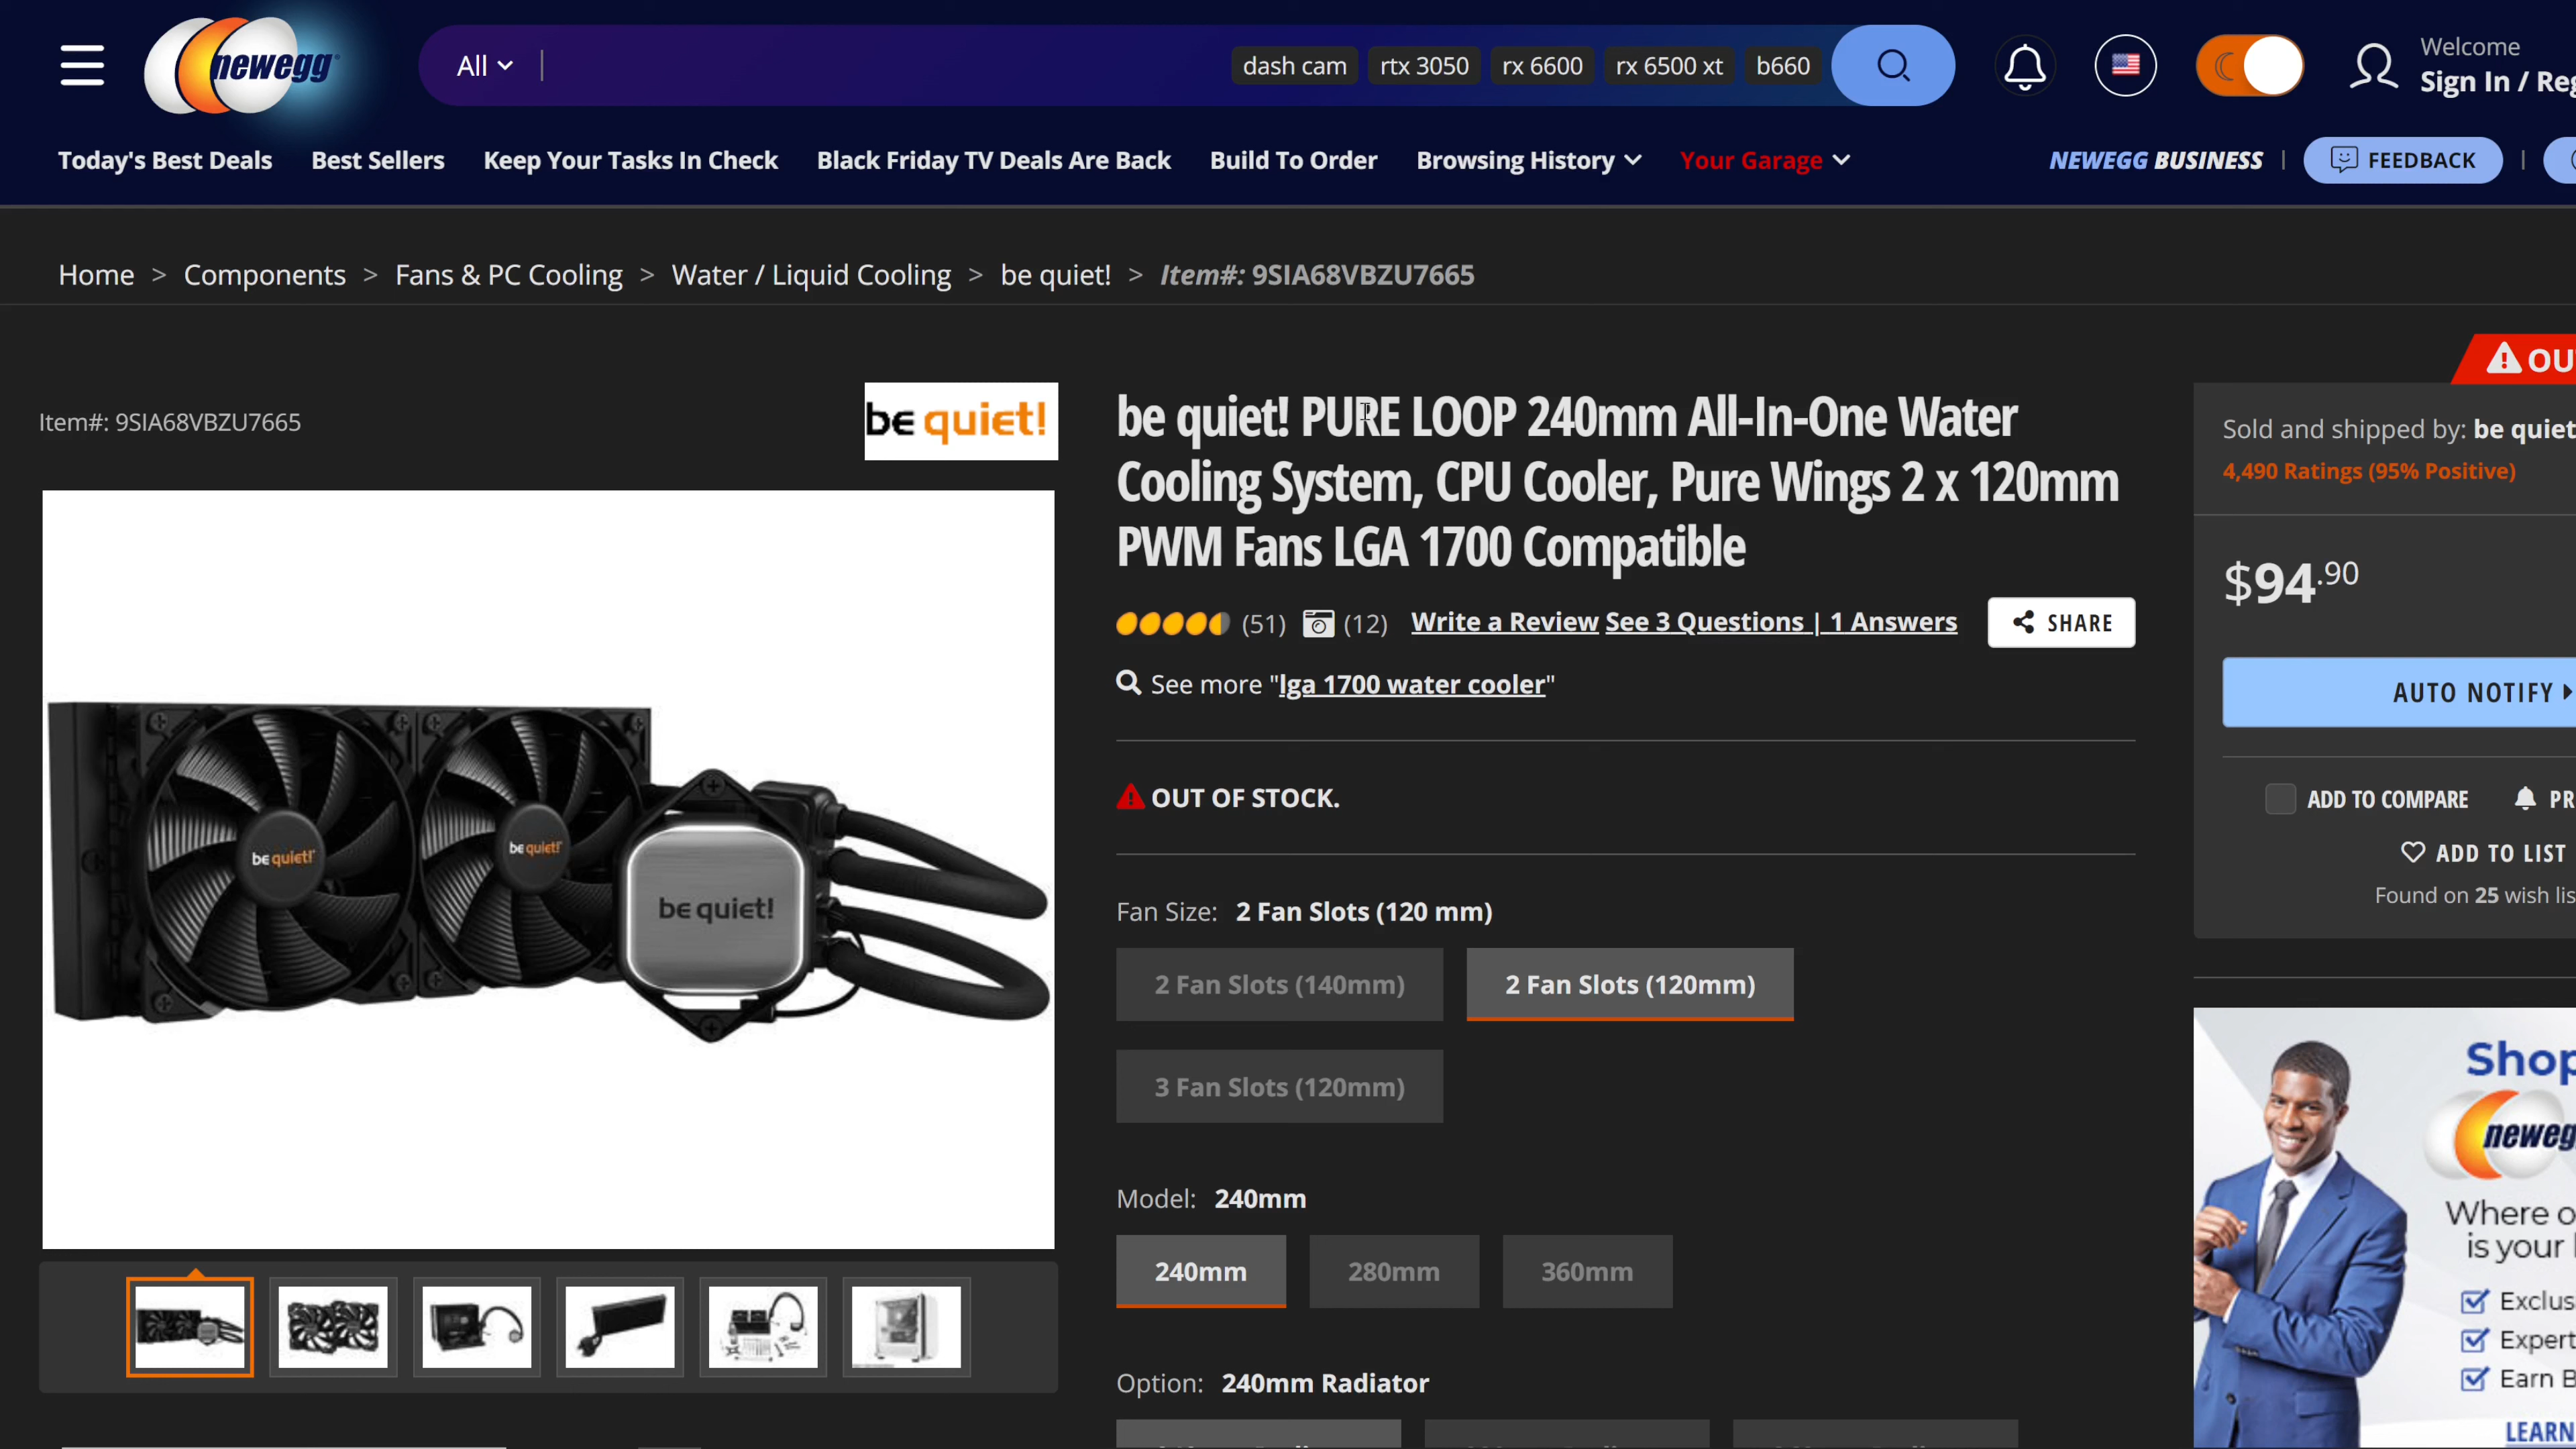 newegg
All
dash cam
rtx 3050
rx 6600
rx 6500 xt
b660
Welcome
Sign In /
Today's Best Deals
Best Sellers
Keep Your Tasks In Check
Black Friday TV Deals Are Back
Build To Order
Browsing History
Your Garage
NEWEGG BUSINESS
FEEDBACK
Home > Components > Fans & PC Cooling > Water / Liquid Cooling > be quiet! > Item#: 9SIA68VBZU7665
Item#: 9SIA68VBZU7665
be quiet!
be quiet!
be quiet!
be quiet!
be quiet! PURE LOOP 240mm All-In-One Water
Cooling System, CPU Cooler, Pure Wings 2 x 120mm
PWM Fans LGA 1700 Compatible
(51) (12) Write a Review See 3 Questions | 1 Answers
SHARE
See more "lga 1700 water cooler"
OUT OF STOCK.
Fan Size: 2 Fan Slots (120 mm)
2 Fan Slots (140mm)
2 Fan Slots (120mm)
3 Fan Slots (120mm)
Model: 240mm
240mm
280mm
360mm
Option: 240mm Radiator
Sold and shipped by: be quiet
4,490 Ratings (95% Positive)
$94.90
AUTO NOTIFY
ADD TO COMPARE
ADD TO LIST
Found on 25 wish
Shop
newegg
Where
is your
Expert
Earn
LEARN